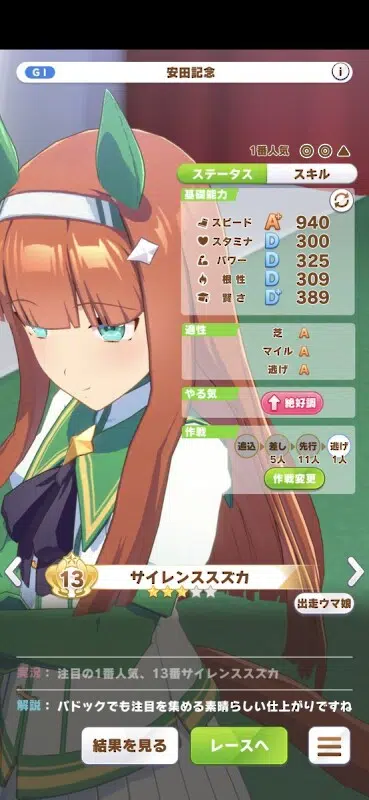 GI 安田記念 i
1番人気 ◎ ◎ ▲
ステータス スキル
基礎能力
スピード A+ 940
スタミナ D 300
パワー D 325
根性 D 309
賢さ D+ 389
適性
芝 A
マイル A
逃げ A
やる気
絶好調
作戦
追込 差し 先行 逃げ
5人 11人 1人
作戦変更
13 サイレンススズカ
出走ウマ娘
実況： 注目の1番人気、13番サイレンススズカ
解説： パドックでも注目を集める素晴らしい仕上がりですね
結果を見る レースへ